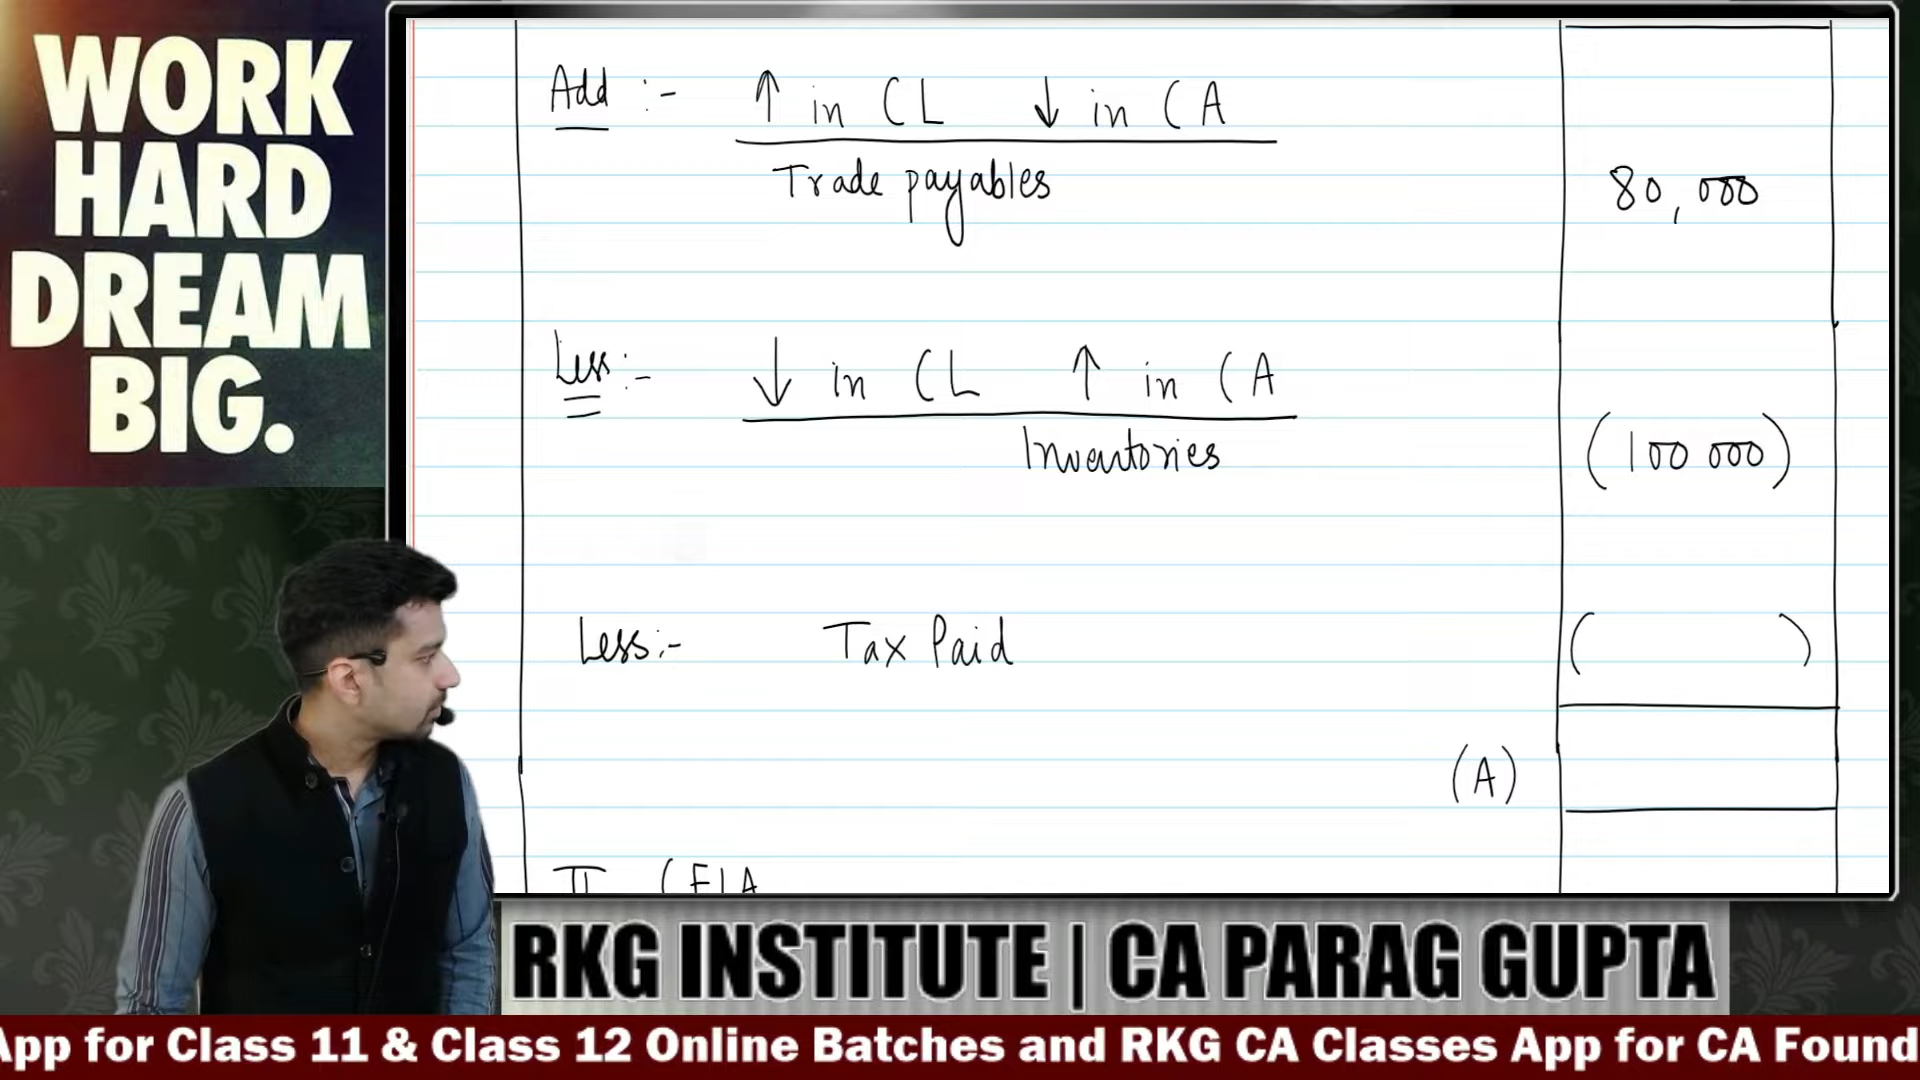 WORK
HARD
DREAM
BIG.
Add :- ↑ in CL ↓ in CA
Trade payables 80,000
Less :- ↓ in CL ↑ in CA
Inventories (100 000)
Less :- Tax Paid ( )
(A)
II CFIA
RKG INSTITUTE | CA PARAG GUPTA
App for Class 11 & Class 12 Online Batches and RKG CA Classes App for CA Found